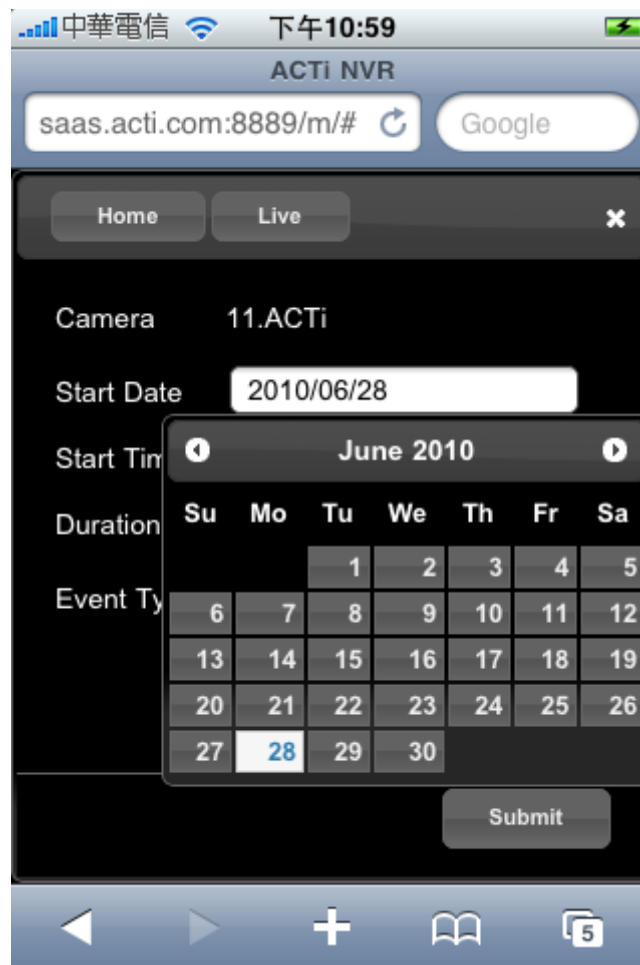 中華電信 下午10:59
ACTi NVR
saas.acti.com:8889/m/# Google
Home Live
Camera 11.ACTi
Start Date 2010/06/28
Start Tim
June 2010
Duration
Su Mo Tu We Th Fr Sa
1 2 3 4 5
Event Ty
6 7 8 9 10 11 12
13 14 15 16 17 18 19
20 21 22 23 24 25 26
27 28 29 30
Submit
5